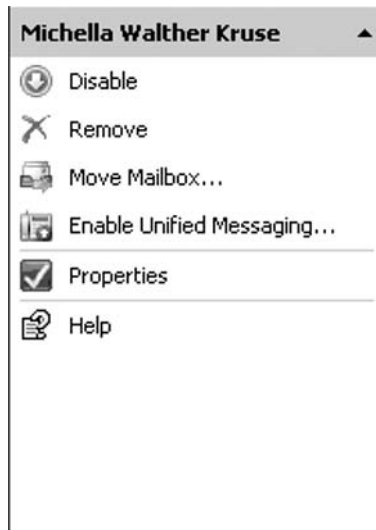 Michella Walther Kruse
Disable
Remove
Move Mailbox...
Enable Unified Messaging...
Properties
Help